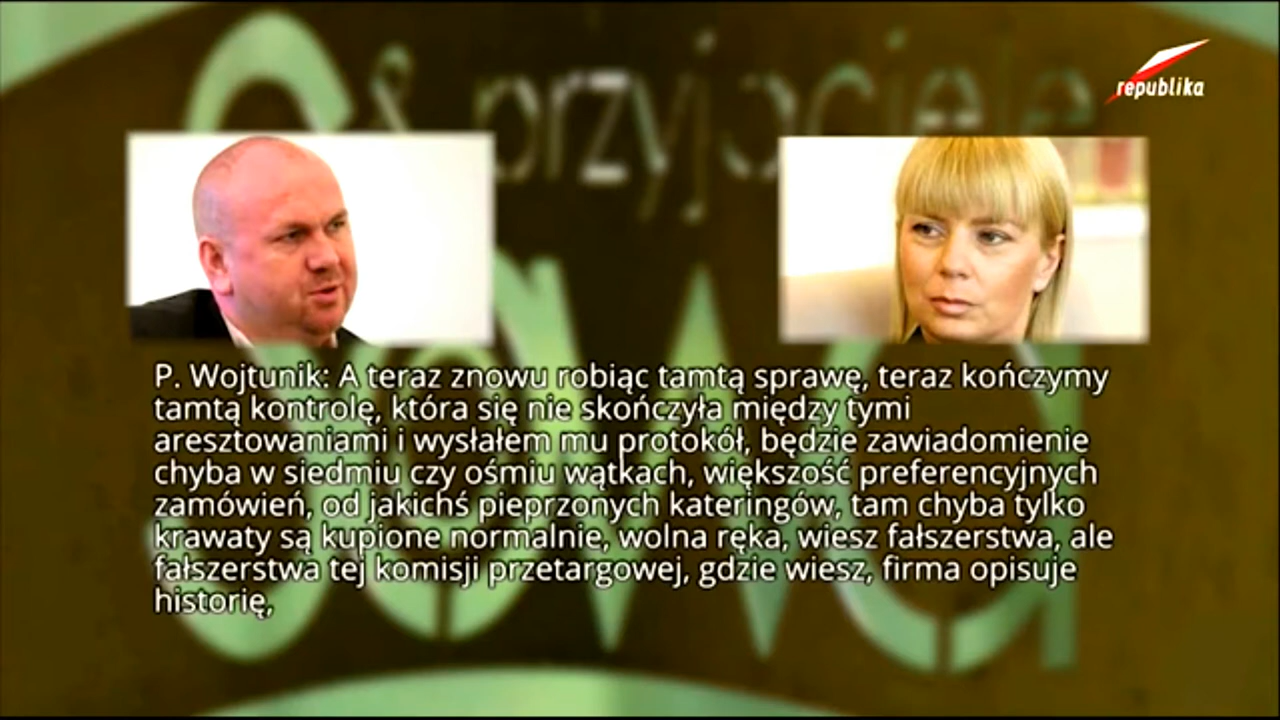 & przyjaciele
republika
Sowa
P. Wojtunik: A teraz znowu robiąc tamtą sprawę, teraz kończymy
tamtą kontrolę, która się nie skończyła między tymi
aresztowaniami i wysłałem mu protokół, będzie zawiadomienie
chyba w siedmiu czy ośmiu wątkach, większość preferencyjnych
zamówień, od jakichś pieprzonych kateringów, tam chyba tylko
krawaty są kupione normalnie, wolna ręka, wiesz fałszerstwa, ale
fałszerstwa tej komisji przetargowej, gdzie wiesz, firma opisuje
historię,